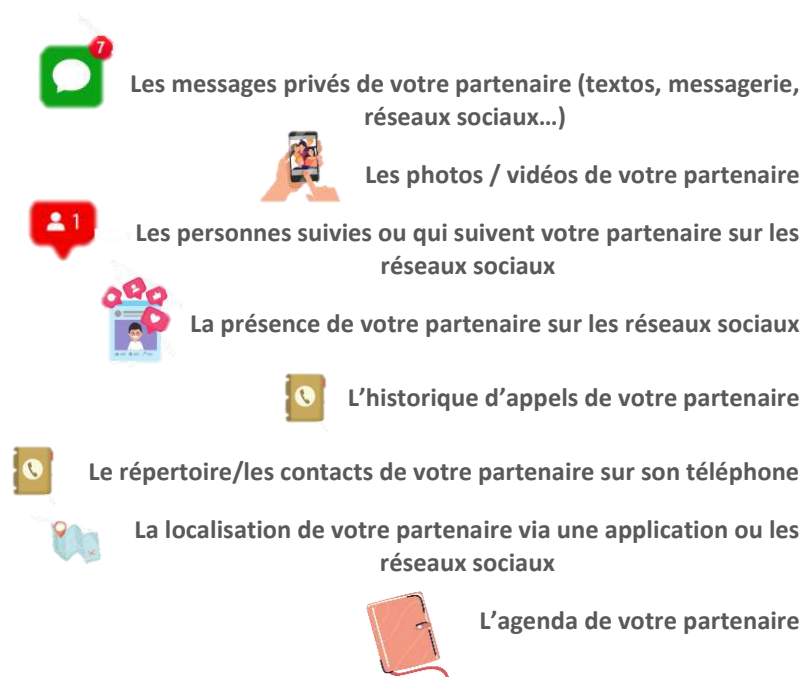 7
Les messages privés de votre partenaire (textos, messagerie,
réseaux sociaux…)
Les photos / vidéos de votre partenaire
1
Les personnes suivies ou qui suivent votre partenaire sur les
réseaux sociaux
La présence de votre partenaire sur les réseaux sociaux
L’historique d’appels de votre partenaire
Le répertoire/les contacts de votre partenaire sur son téléphone
La localisation de votre partenaire via une application ou les
réseaux sociaux
L’agenda de votre partenaire